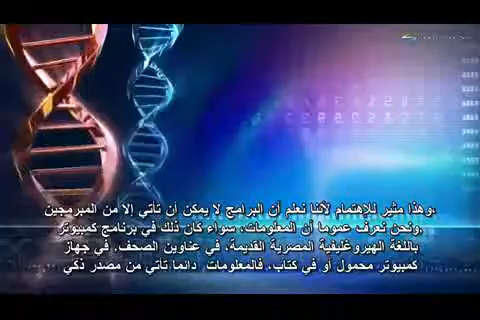 وهذا مثير للإهتمام لأننا نعلم أن البرامج لا يمكن أن تأتي إلا من المبرمجين،
ونحن نعرف عموما أن المعلومات، سواء كان ذلك في برنامج كمبيوتر.
باللغة الهيروغليفية المصرية القديمة، في عناوين الصحف. في جهاز
كمبيوتر محمول أو في كتاب، فالمعلومات دائما تأتي من مصدر ذكي